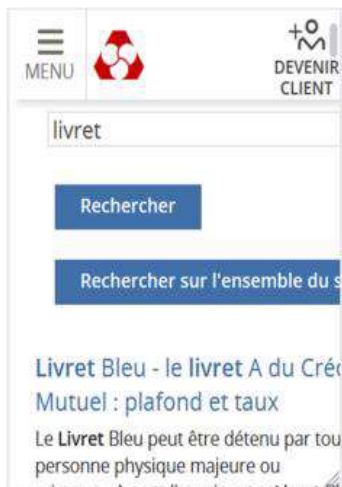 MENU
DEVENIR
CLIENT
livret
Rechercher
Rechercher sur l'ensemble du s
Livret Bleu - le livret A du Créd
Mutuel : plafond et taux
Le Livret Bleu peut être détenu par tou
personne physique majeure ou